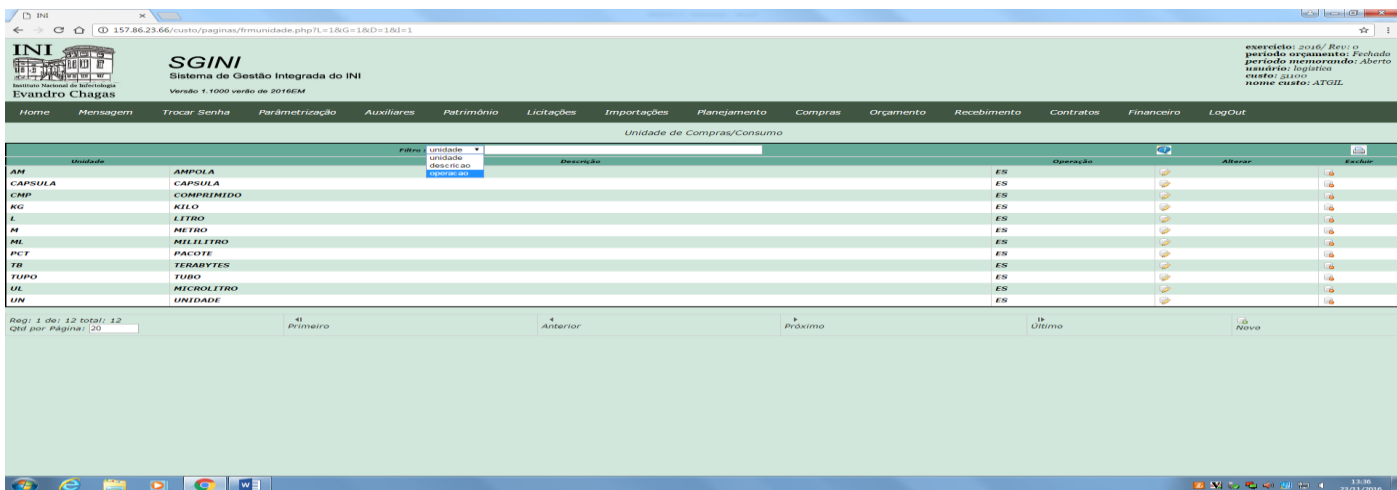 INI
157.86.23.66/custo/paginas/frmunidade.php?L=1&G=1&D=1&I=1
INI
Instituto Nacional de Infectologia
Evandro Chagas
SGINI
Sistema de Gestão Integrada do INI
Versão 1.1000 verão de 2016EM
exercício: 2016/ Rev: 0
período orçamento: Fechado
período memorando: Aberto
usuário: logistica
custo: 51100
nome custo: ATGIL
Home Mensagem Trocar Senha Parâmetrização Auxiliares Patrimônio Licitações Importações Planejamento Compras Orçamento Recebimento Contratos Financeiro LogOut
Unidade de Compras/Consumo
Filtro : unidade
unidade
descricao
operacao
Unidade Descrição Operação Alterar Excluir
AM AMPOLA ES
CAPSULA CAPSULA ES
CMP COMPRIMIDO ES
KG KILO ES
L LITRO ES
M METRO ES
ML MILILITRO ES
PCT PACOTE ES
TB TERABYTES ES
TUPO TUBO ES
UL MICROLITRO ES
UN UNIDADE ES
Reg: 1 de: 12 total: 12
Qtd por Página: 20
Primeiro Anterior Próximo Último Novo
13:36
23/11/2016